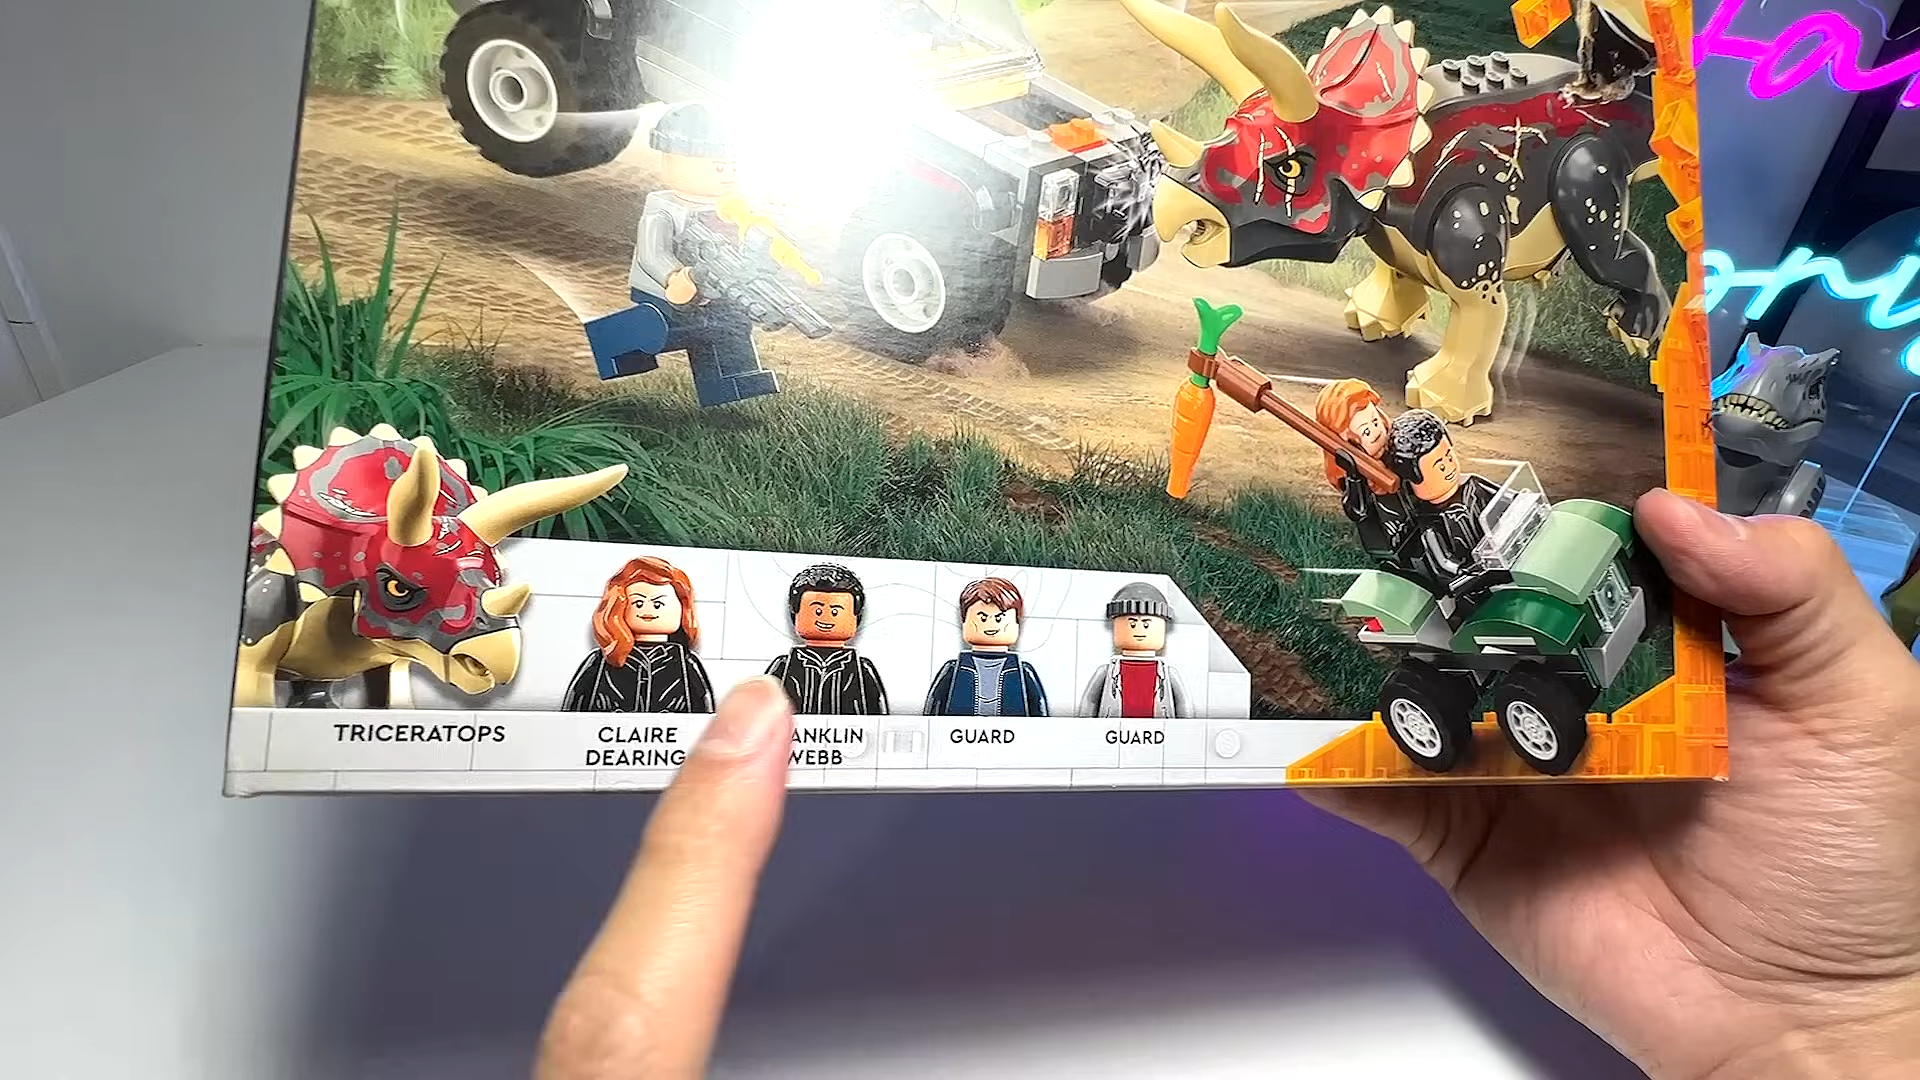 TRICERATOPS
CLAIRE
DEARING
ANKLIN
WEBB
GUARD
GUARD